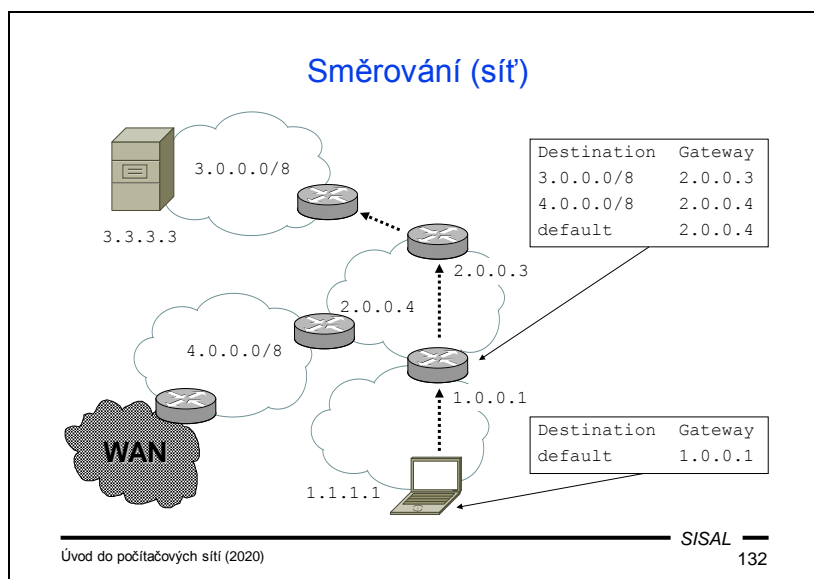 Směrování (síť)
3.0.0.0/8
3.3.3.3
Destination Gateway
3.0.0.0/8 2.0.0.3
4.0.0.0/8 2.0.0.4
default 2.0.0.4
2.0.0.3
2.0.0.4
4.0.0.0/8
1.0.0.1
WAN
1.1.1.1
Destination Gateway
default 1.0.0.1
SISAL
Úvod do počítačových sítí (2020)
132